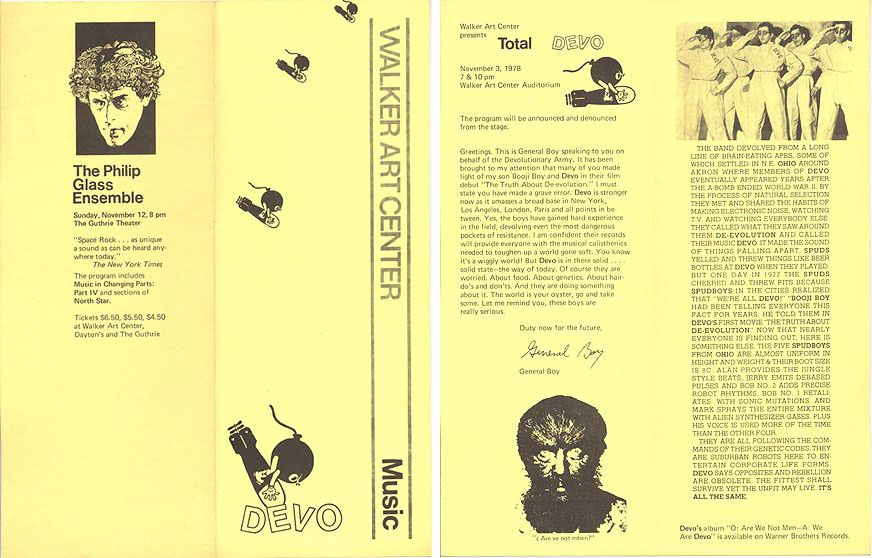 The Philip
Glass
Ensemble
Sunday, November 12, 8 pm
The Guthrie Theater
"Space Rock . . . as unique
a sound as can be heard any-
where today."
The New York Times
The program includes
Music in Changing Parts:
Part IV and sections of
North Star.
Tickets $6.50, $5.50, $4.50
at Walker Art Center,
Dayton's and The Guthrie
DEVO
WALKER ART CENTER
Music
Walker Art Center
presents
Total DEVO
November 3, 1978
7 & 10 pm
Walker Art Center Auditorium
The program will be announced and denounced
from the stage.
Greetings. This is General Boy speaking to you on
behalf of the Devolutionary Army. It has been
brought to my attention that many of you made
light of my son Booji Boy and Devo in their film
debut "The Truth About De-evolution." I must
state you have made a grave error. Devo is stronger
now as it amasses a broad base in New York,
Los Angeles, London, Paris and all points in be-
tween. Yes, the boys have gained hard experience
in the field, devolving even the most dangerous
pockets of resistance. I am confident their records
will provide everyone with the musical calisthenics
needed to toughen up a world gone soft. You know
it's a wiggly world! But Devo is in there solid . . . .
solid state—the way of today. Of course they are
worried. About food. About genetics. About hair-
do's and don'ts. And they are doing something
about it. The world is your oyster, go and take
some. Let me remind you, these boys are
really serious.
Duty now for the future,
General Boy
General Boy
"¿ Are ve not mhen?"
THE BAND DEVOLVED FROM A LONG
LINE OF BRAIN-EATING APES, SOME OF
WHICH SETTLED IN N.E. OHIO AROUND
AKRON WHERE MEMBERS OF DEVO
EVENTUALLY APPEARED YEARS AFTER
THE A-BOMB ENDED WORLD WAR II. BY
THE PROCESS OF NATURAL SELECTION
THEY MET AND SHARED THE HABITS OF
MAKING ELECTRONIC NOISE, WATCHING
T.V. AND WATCHING EVERYBODY ELSE.
THEY CALLED WHAT THEY SAW AROUND
THEM DE-EVOLUTION AND CALLED
THEIR MUSIC DEVO. IT MADE THE SOUND
OF THINGS FALLING APART. SPUDS
YELLED AND THREW THINGS LIKE BEER
BOTTLES AT DEVO WHEN THEY PLAYED.
BUT ONE DAY IN 1977 THE SPUDS
CHEERED AND THREW FITS BECAUSE
SPUDBOYS IN THE CITIES REALIZED
THAT "WE'RE ALL DEVO!" "BOOJI BOY
HAD BEEN TELLING EVERYONE THIS
FACT FOR YEARS. HE TOLD THEM IN
DEVO'S FIRST MOVIE "THE TRUTH ABOUT
DE-EVOLUTION." NOW THAT NEARLY
EVERYONE IS FINDING OUT, HERE IS
SOMETHING ELSE. THE FIVE SPUDBOYS
FROM OHIO ARE ALMOST UNIFORM IN
HEIGHT AND WEIGHT & THEIR BOOT SIZE
IS 8C. ALAN PROVIDES THE JUNGLE
STYLE BEATS, JERRY EMITS DEBASED
PULSES AND BOB NO. 2 ADDS PRECISE
ROBOT RHYTHMS. BOB NO. 1 RETALI-
ATES WITH SONIC MUTATIONS AND
MARK SPRAYS THE ENTIRE MIXTURE
WITH ALIEN SYNTHESIZER GASES. PLUS
HIS VOICE IS USED MORE OF THE TIME
THAN THE OTHER FOUR.
THEY ARE ALL FOLLOWING THE COM-
MANDS OF THEIR GENETIC CODES. THEY
ARE SUBURBAN ROBOTS HERE TO EN-
TERTAIN CORPORATE LIFE FORMS.
DEVO SAYS OPPOSITES AND REBELLION
ARE OBSOLETE. THE FITTEST SHALL
SURVIVE YET THE UNFIT MAY LIVE. IT'S
ALL THE SAME.
Devo's album "Q: Are We Not Men—A: We
Are Devo" is available on Warner Brothers Records.